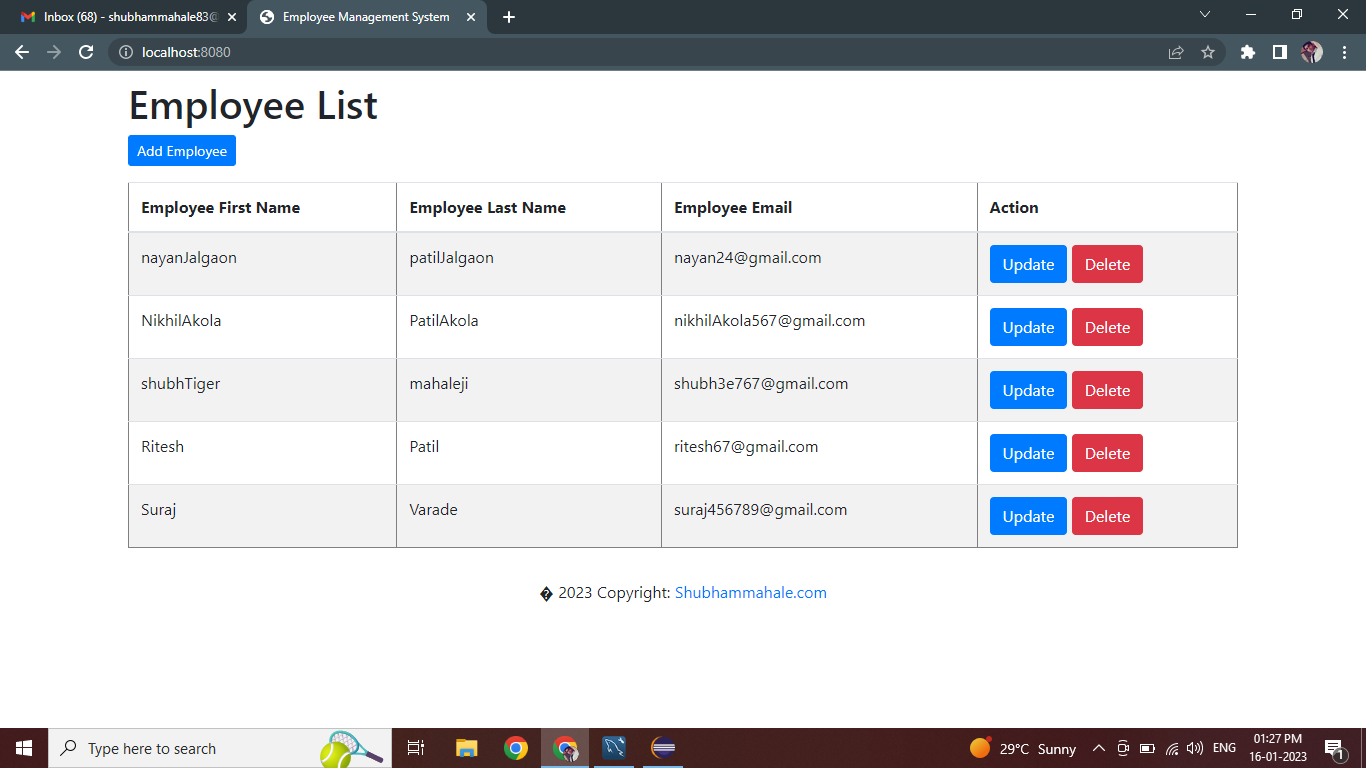 Inbox (68) - shubhammahale83@
Employee Management System
localhost:8080
Employee List
Add Employee
Employee First Name Employee Last Name Employee Email Action
nayanJalgaon patilJalgaon nayan24@gmail.com Update Delete
NikhilAkola PatilAkola nikhilAkola567@gmail.com Update Delete
shubhTiger mahaleji shubh3e767@gmail.com Update Delete
Ritesh Patil ritesh67@gmail.com Update Delete
Suraj Varade suraj456789@gmail.com Update Delete
� 2023 Copyright: Shubhammahale.com
Type here to search
29°C Sunny
ENG
01:27 PM
16-01-2023
1